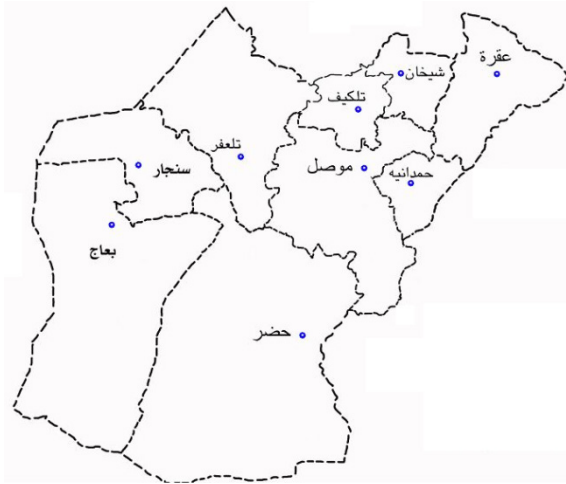 عقرة
شيخان
تلكيف
تلعفر
موصل
حمدانيه
سنجار
بعاج
حضر